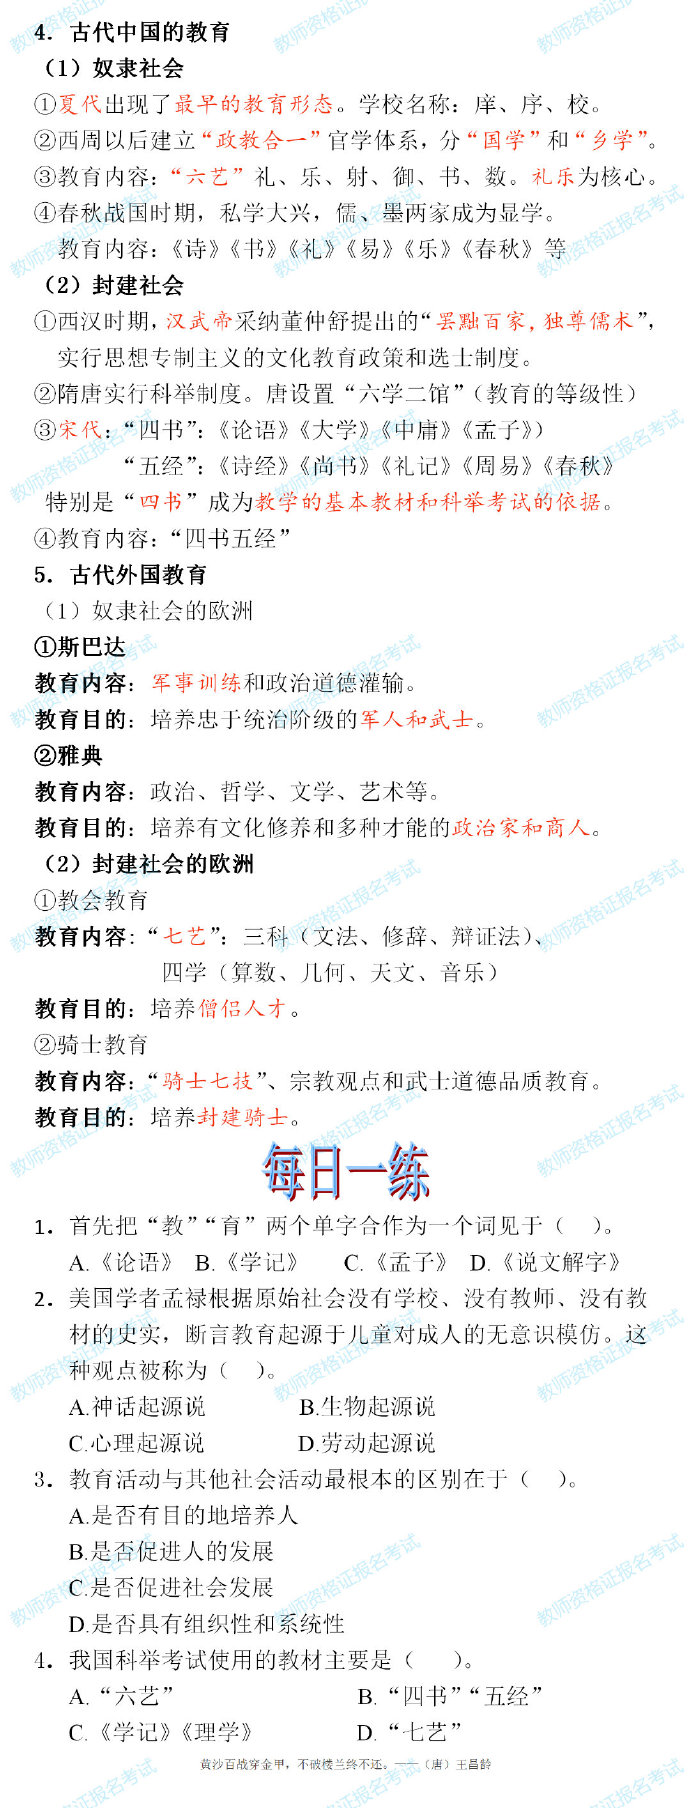 4. 古代中国的教育
（1）奴隶社会
①夏代出现了最早的教育形态。学校名称：庠、序、校。
②西周以后建立“政教合一”官学体系，分“国学”和“乡学”。
③教育内容：“六艺”礼、乐、射、御、书、数。礼乐为核心。
④春秋战国时期，私学大兴，儒、墨两家成为显学。
教育内容：《诗》《书》《礼》《易》《乐》《春秋》等
（2）封建社会
①西汉时期，汉武帝采纳董仲舒提出的“罢黜百家，独尊儒术”，
实行思想专制主义的文化教育政策和选士制度。
②隋唐实行科举制度。唐设置“六学二馆”（教育的等级性）
③宋代：“四书”：《论语》《大学》《中庸》《孟子》）
“五经”：《诗经》《尚书》《礼记》《周易》《春秋》
特别是“四书”成为教学的基本教材和科举考试的依据。
④教育内容：“四书五经”
5. 古代外国教育
（1）奴隶社会的欧洲
①斯巴达
教育内容：军事训练和政治道德灌输。
教育目的：培养忠于统治阶级的军人和武士。
②雅典
教育内容：政治、哲学、文学、艺术等。
教育目的：培养有文化修养和多种才能的政治家和商人。
（2）封建社会的欧洲
①教会教育
教育内容：“七艺”：三科（文法、修辞、辩证法）、
四学（算数、几何、天文、音乐）
教育目的：培养僧侣人才。
②骑士教育
教育内容：“骑士七技”、宗教观点和武士道德品质教育。
教育目的：培养封建骑士。
每日一练
1. 首先把“教”“育”两个单字合作为一个词见于（ ）。
A.《论语》 B.《学记》 C.《孟子》 D.《说文解字》
2. 美国学者孟禄根据原始社会没有学校、没有教师、没有教
材的史实，断言教育起源于儿童对成人的无意识模仿。这
种观点被称为（ ）。
A.神话起源说 B.生物起源说
C.心理起源说 D.劳动起源说
3. 教育活动与其他社会活动最根本的区别在于（ ）。
A.是否有目的地培养人
B.是否促进人的发展
C.是否促进社会发展
D.是否具有组织性和系统性
4. 我国科举考试使用的教材主要是（ ）。
A.“六艺” B.“四书”“五经”
C.《学记》《理学》 D.“七艺”
黄沙百战穿金甲，不破楼兰终不还。——（唐）王昌龄
教师资格证报名考试